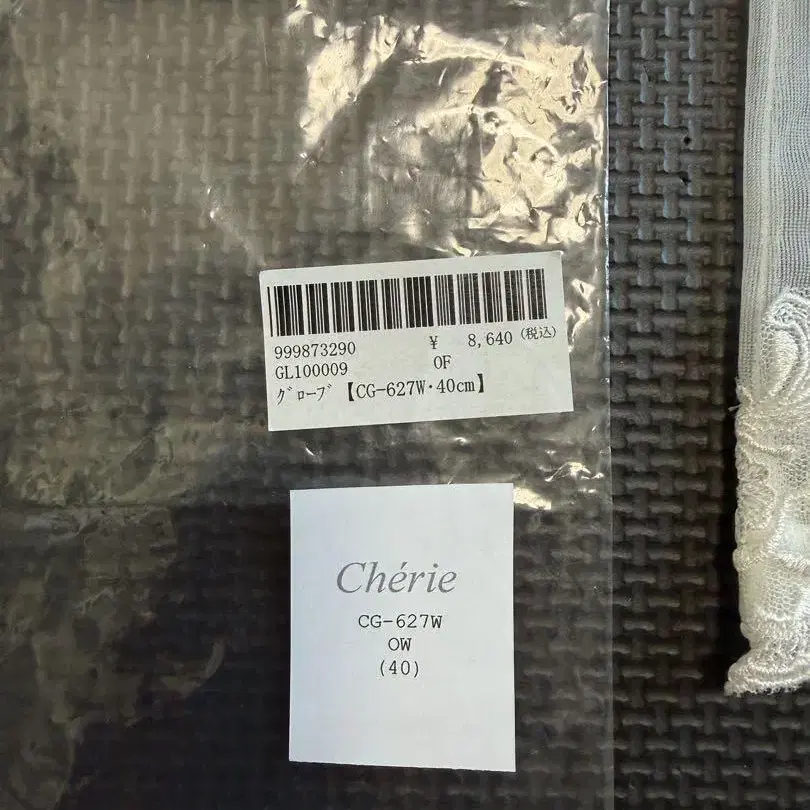 999873290 ¥ 8,640 (税込)
GL100009 OF
ｸﾞﾛｰﾌﾞ【CG-627W･40cm】
Chérie
CG-627W
OW
(40)